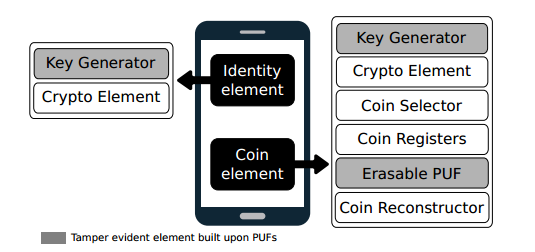 Key Generator
Crypto Element
Identity
element
Coin
element
Key Generator
Crypto Element
Coin Selector
Coin Registers
Erasable PUF
Coin Reconstructor
Tamper evident element built upon PUFs